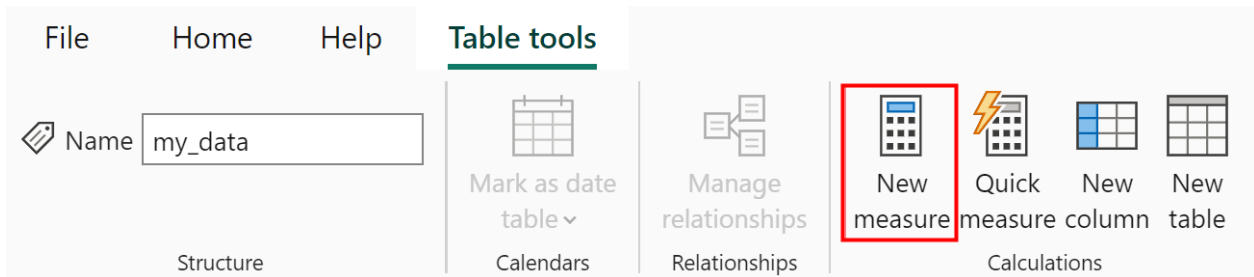 File Home Help Table tools
Name my_data
Mark as date
table
Manage
relationships
New
measure
Quick
measure
New
column
New
table
Structure Calendars Relationships Calculations